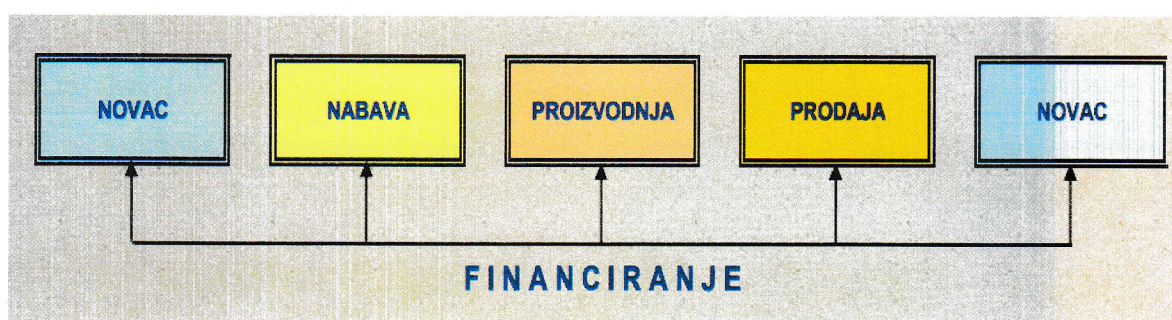 NOVAC NABAVA PROIZVODNJA PRODAJA NOVAC
FINANCIRANJE